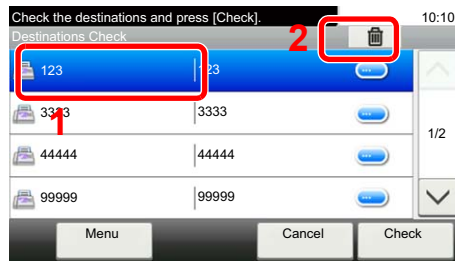 Check the destinations and press [Check]. 10:10
Destinations Check 2
123 123
3333 3333
1
1/2
44444 44444
99999 99999
Menu Cancel Check